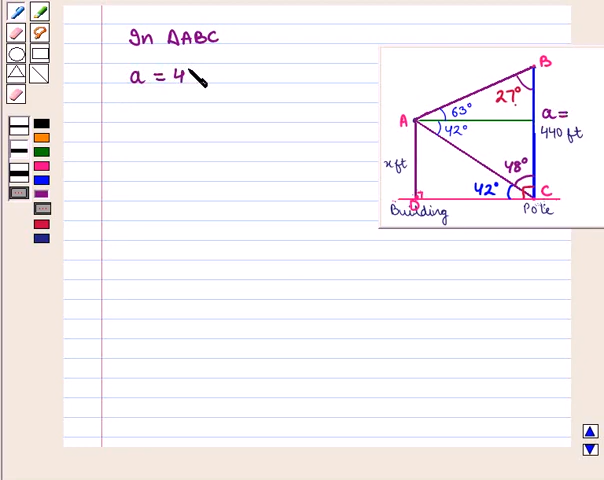 In ΔABC
a = 4
B
27°
63°
A
a =
42°
440 ft
x ft
48°
42°
C
Building
Pole